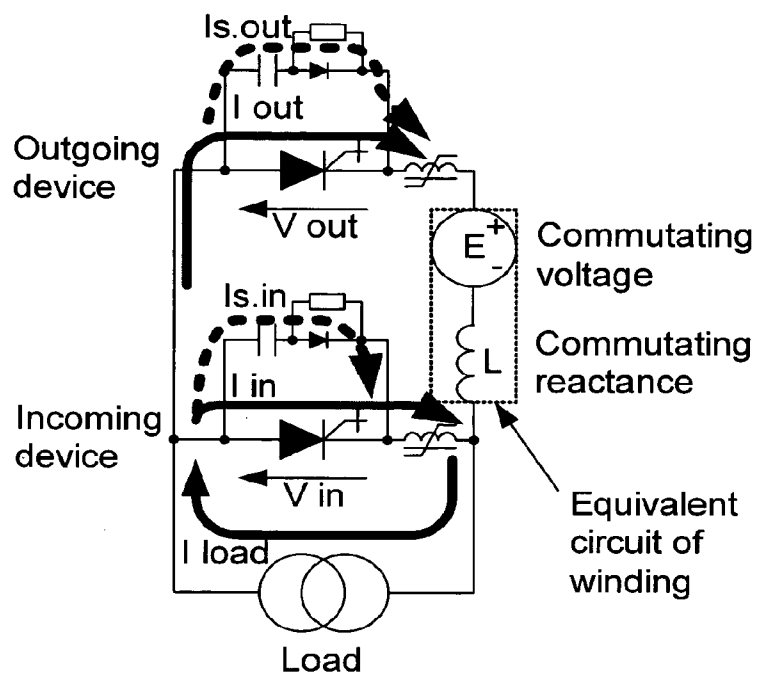 Is.out
I out
Outgoing
device
V out
E
+
-
Commutating
voltage
Is.in
L
Commutating
reactance
I in
Incoming
device
V in
I load
Equivalent
circuit of
winding
Load